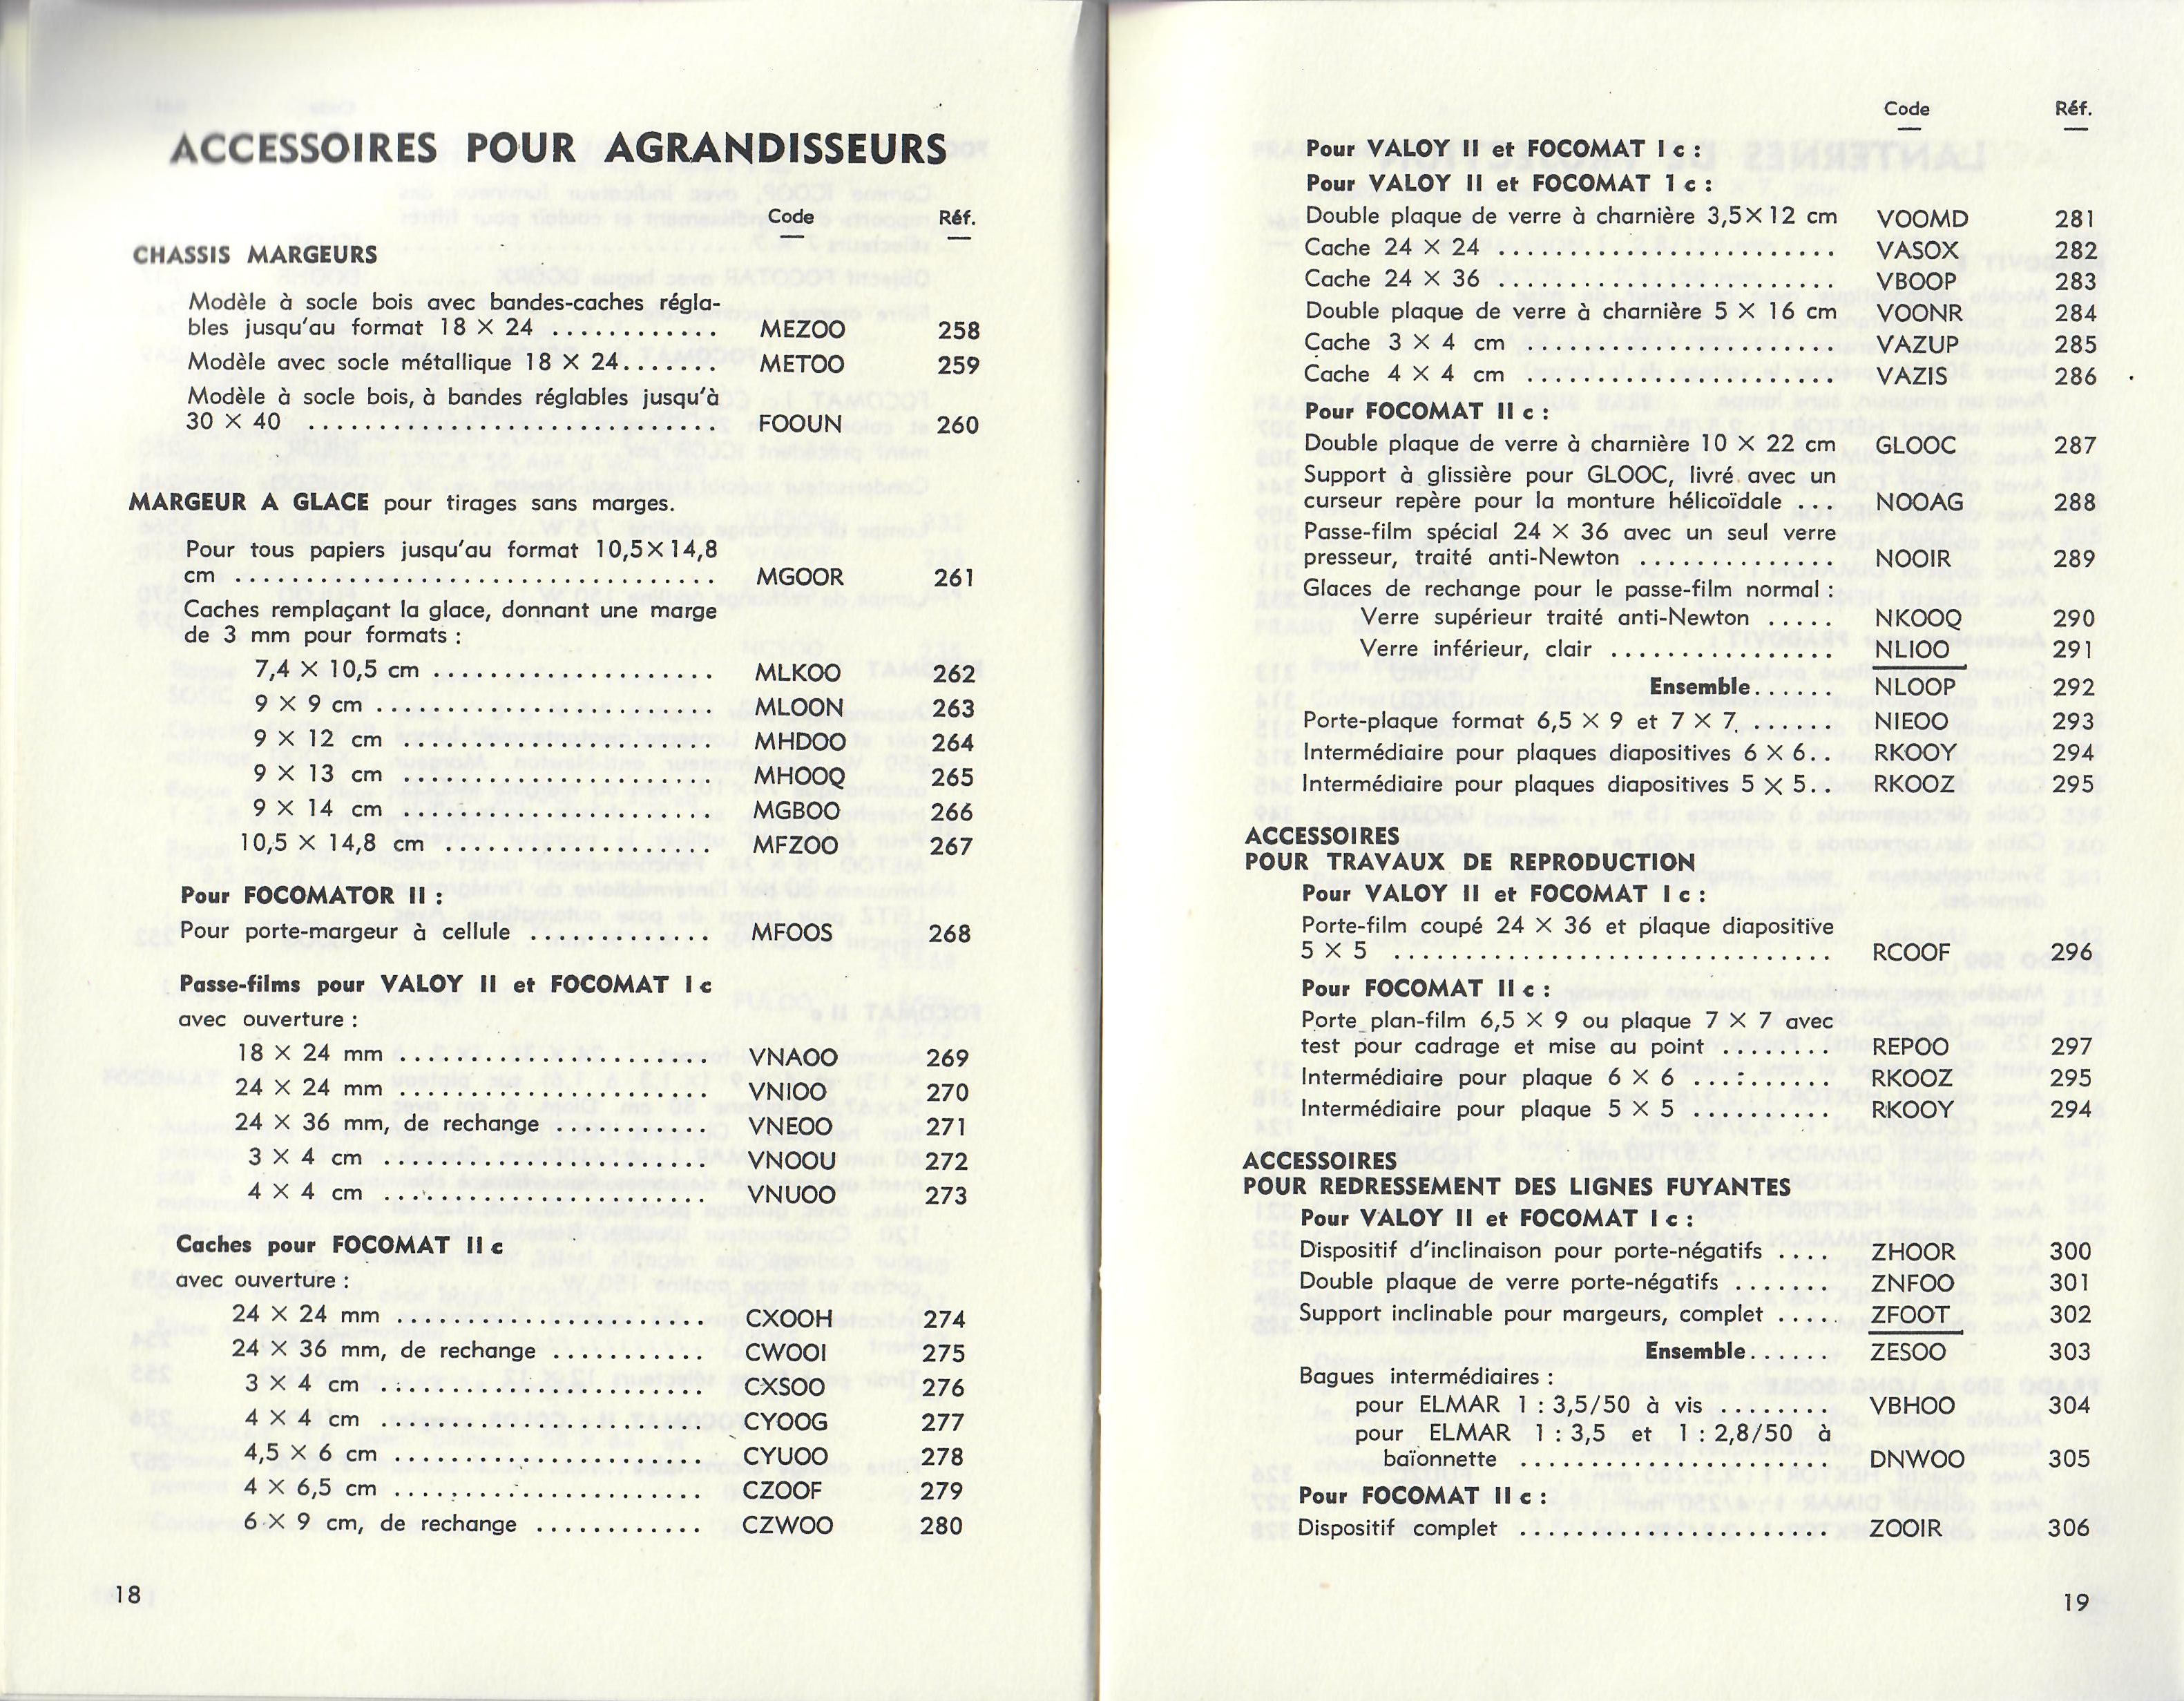 ACCESSOIRES POUR AGRANDISSEURS
Code Réf.
CHASSIS MARGEURS
Modèle à socle bois avec bandes-caches régla-
bles jusqu'au format 18 × 24 ............ MEZOO 258
Modèle avec socle métallique 18 × 24....... METOO 259
Modèle à socle bois, à bandes réglables jusqu'à
30 × 40 ............................. FOOUN 260
MARGEUR A GLACE pour tirages sans marges.
Pour tous papiers jusqu'au format 10,5×14,8
cm .................................. MGOOR 261
Caches remplaçant la glace, donnant une marge
de 3 mm pour formats :
7,4 × 10,5 cm .................... MLKOO 262
9 × 9 cm ........................ MLOON 263
9 × 12 cm ...................... MHDOO 264
9 × 13 cm ...................... MHOOQ 265
9 × 14 cm ...................... MGBOO 266
10,5 × 14,8 cm ................... MFZOO 267
Pour FOCOMATOR II :
Pour porte-margeur à cellule ............. MFOOS 268
Passe-films pour VALOY II et FOCOMAT I c
avec ouverture :
18 × 24 mm ...................... VNAOO 269
24 × 24 mm ...................... VNIOO 270
24 × 36 mm, de rechange ........... VNEOO 271
3 × 4 cm ....................... VNOOU 272
4 × 4 cm ....................... VNUOO 273
Caches pour FOCOMAT II c
avec ouverture :
24 × 24 mm ...................... CXOOH 274
24 × 36 mm, de rechange ........... CWOOI 275
3 × 4 cm ....................... CXSOO 276
4 × 4 cm ....................... CYOOG 277
4,5 × 6 cm ...................... CYUOO 278
4 × 6,5 cm ...................... CZOOF 279
6 × 9 cm, de rechange ............ CZWOO 280
18
Code Réf.
Pour VALOY II et FOCOMAT I c :
Pour VALOY II et FOCOMAT I c :
Double plaque de verre à charnière 3,5×12 cm VOOMD 281
Cache 24 × 24 ........................ VASOX 282
Cache 24 × 36 ........................ VBOOP 283
Double plaque de verre à charnière 5 × 16 cm VOONR 284
Cache 3 × 4 cm ...................... VAZUP 285
Cache 4 × 4 cm ...................... VAZIS 286
Pour FOCOMAT II c :
Double plaque de verre à charnière 10 × 22 cm GLOOC 287
Support à glissière pour GLOOC, livré avec un
curseur repère pour la monture hélicoïdale ... NOOAG 288
Passe-film spécial 24 × 36 avec un seul verre
presseur, traité anti-Newton .............. NOOIR 289
Glaces de rechange pour le passe-film normal :
Verre supérieur traité anti-Newton ..... NKOOQ 290
Verre inférieur, clair ................ NLIOO 291
Ensemble...... NLOOP 292
Porte-plaque format 6,5 × 9 et 7 × 7....... NIEOO 293
Intermédiaire pour plaques diapositives 6 × 6.. RKOOY 294
Intermédiaire pour plaques diapositives 5 × 5.. RKOOZ 295
ACCESSOIRES
POUR TRAVAUX DE REPRODUCTION
Pour VALOY II et FOCOMAT I c :
Porte-film coupé 24 × 36 et plaque diapositive
5 × 5 ............................... RCOOF 296
Pour FOCOMAT II c :
Porte plan-film 6,5 × 9 ou plaque 7 × 7 avec
test pour cadrage et mise au point ........ REPOO 297
Intermédiaire pour plaque 6 × 6 .......... RKOOZ 295
Intermédiaire pour plaque 5 × 5 .......... RKOOY 294
ACCESSOIRES
POUR REDRESSEMENT DES LIGNES FUYANTES
Pour VALOY II et FOCOMAT I c :
Dispositif d'inclinaison pour porte-négatifs .... ZHOOR 300
Double plaque de verre porte-négatifs ....... ZNFOO 301
Support inclinable pour margeurs, complet ..... ZFOOT 302
Ensemble...... ZESOO 303
Bagues intermédiaires :
pour ELMAR 1 : 3,5/50 à vis ........ VBHOO 304
pour ELMAR 1 : 3,5 et 1 : 2,8/50 à
baïonnette ...................... DNWOO 305
Pour FOCOMAT II c :
Dispositif complet ...................... ZOOIR 306
19